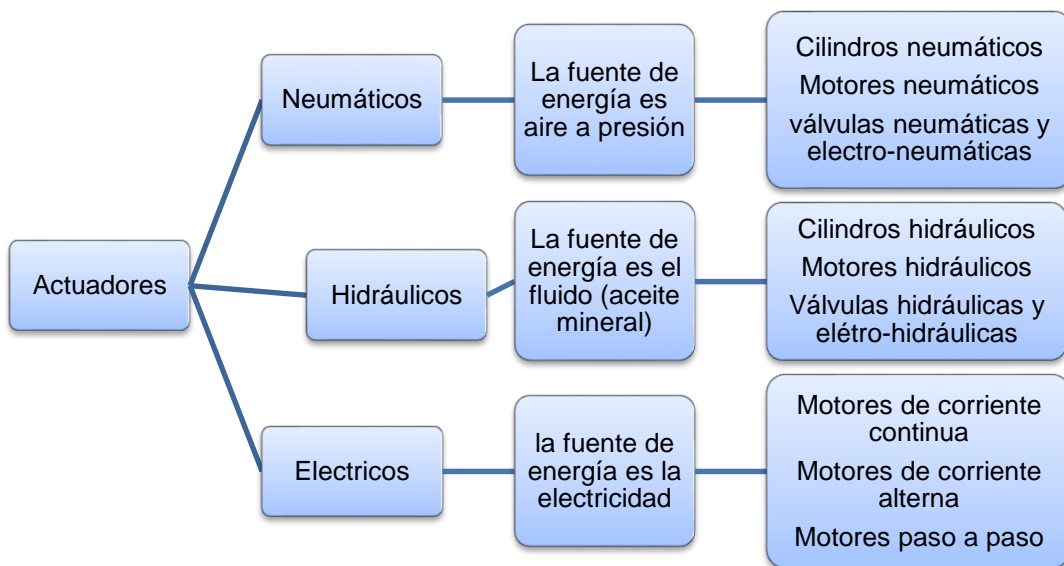 Actuadores
Neumáticos
La fuente de
energía es
aire a presión
Cilindros neumáticos
Motores neumáticos
válvulas neumáticas y
electro-neumáticas
Hidráulicos
La fuente de
energía es el
fluido (aceite
mineral)
Cilindros hidráulicos
Motores hidráulicos
Válvulas hidráulicas y
elétro-hidráulicas
Electricos
la fuente de
energía es la
electricidad
Motores de corriente
continua
Motores de corriente
alterna
Motores paso a paso